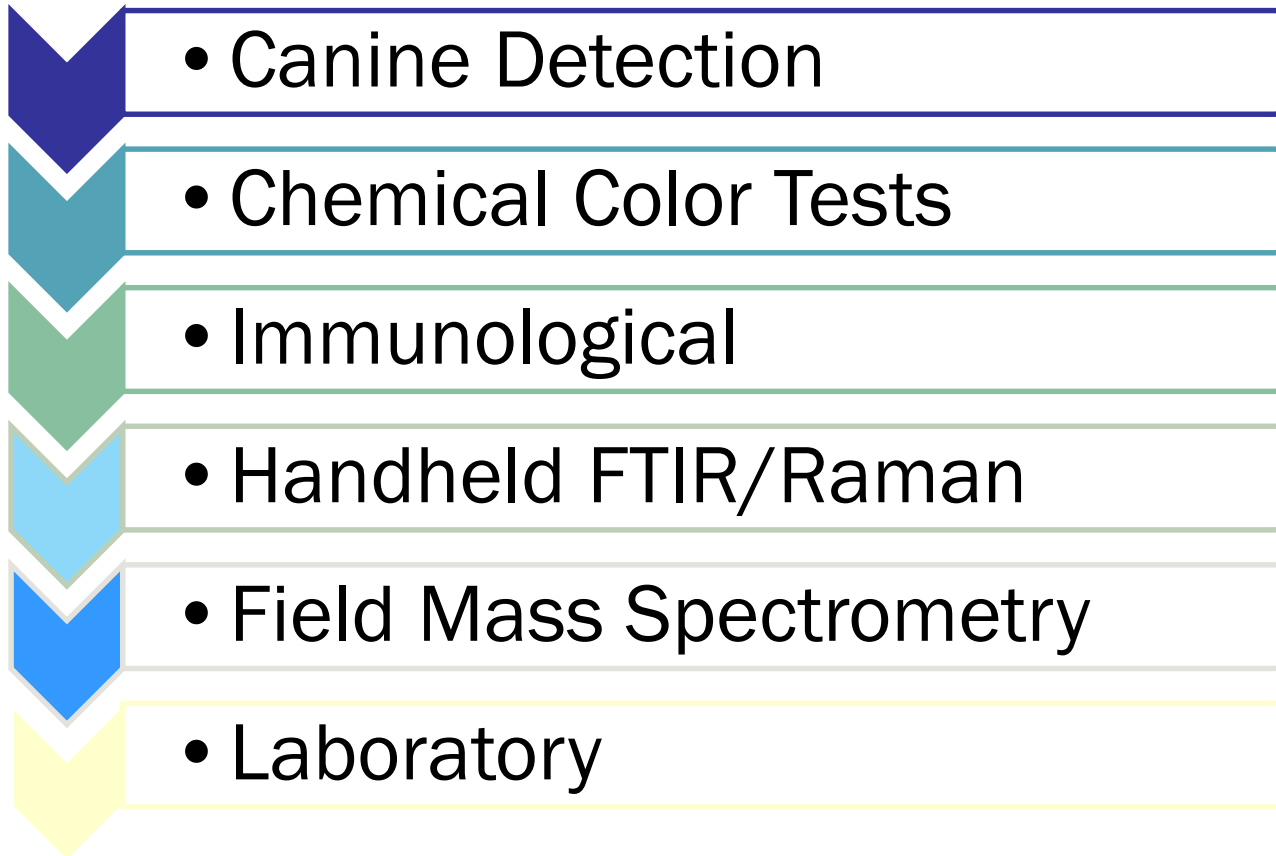 • Canine Detection
• Chemical Color Tests
• Immunological
• Handheld FTIR/Raman
• Field Mass Spectrometry
• Laboratory